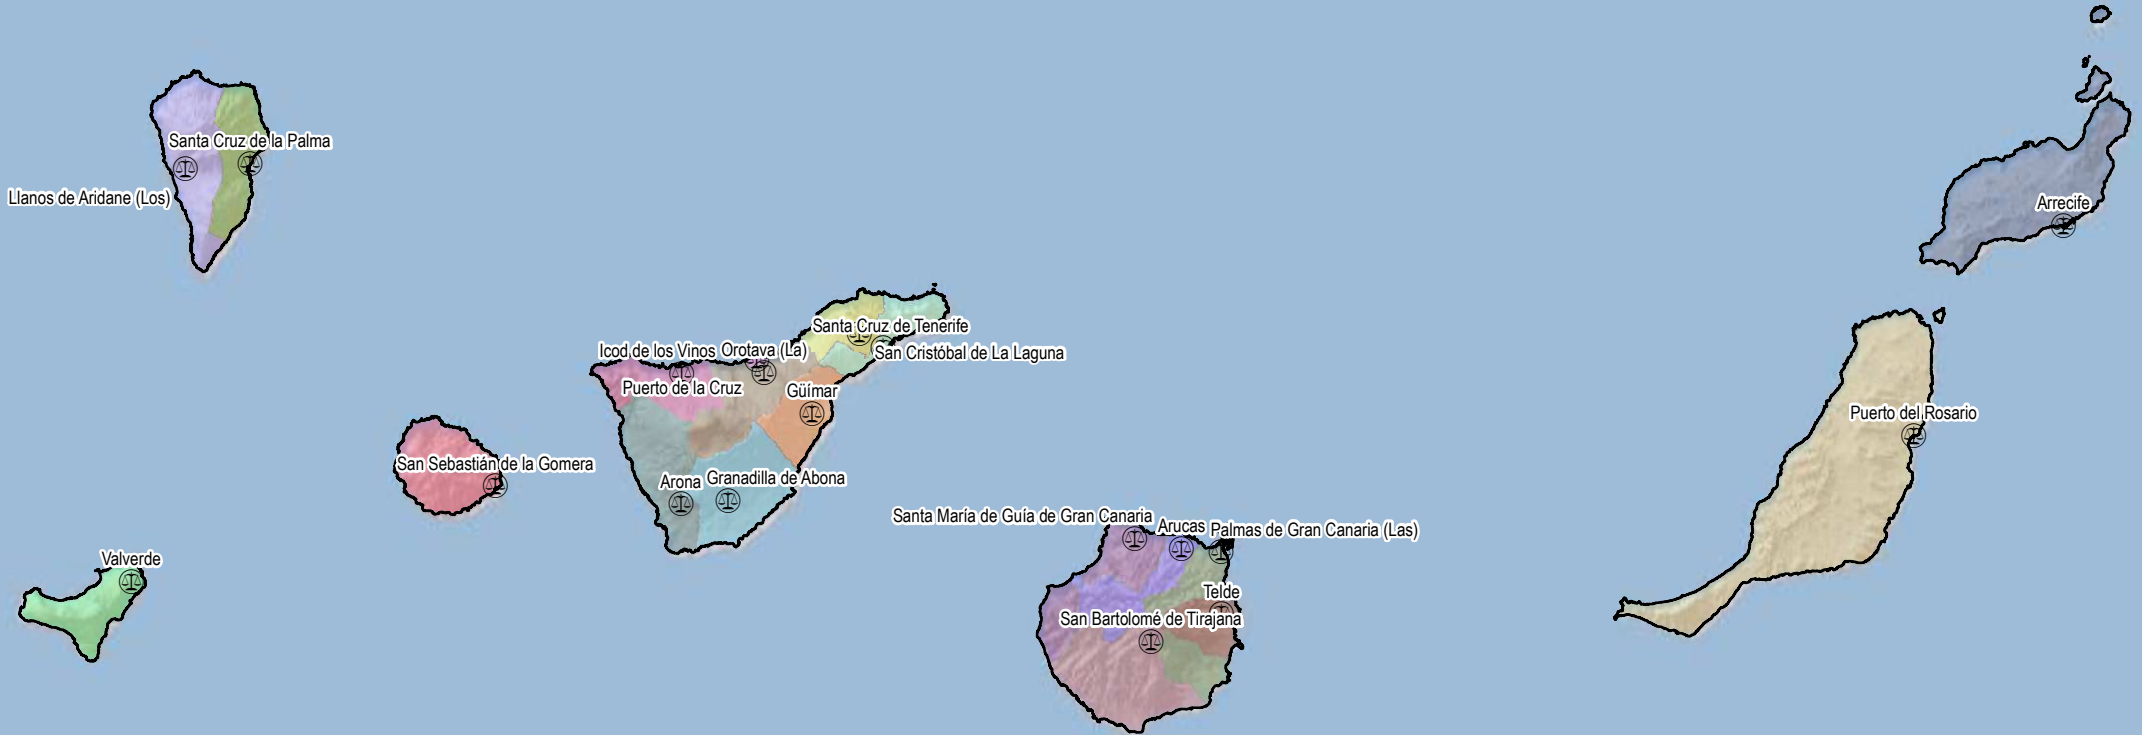 Santa Cruz de la Palma
Llanos de Aridane (Los)
Arrecife
Santa Cruz de Tenerife
Icod de los Vinos
Orotava (La)
San Cristóbal de La Laguna
Puerto de la Cruz
Güímar
Puerto del Rosario
San Sebastián de la Gomera
Arona
Granadilla de Abona
Santa María de Guía de Gran Canaria
Arucas
Palmas de Gran Canaria (Las)
Valverde
Telde
San Bartolomé de Tirajana